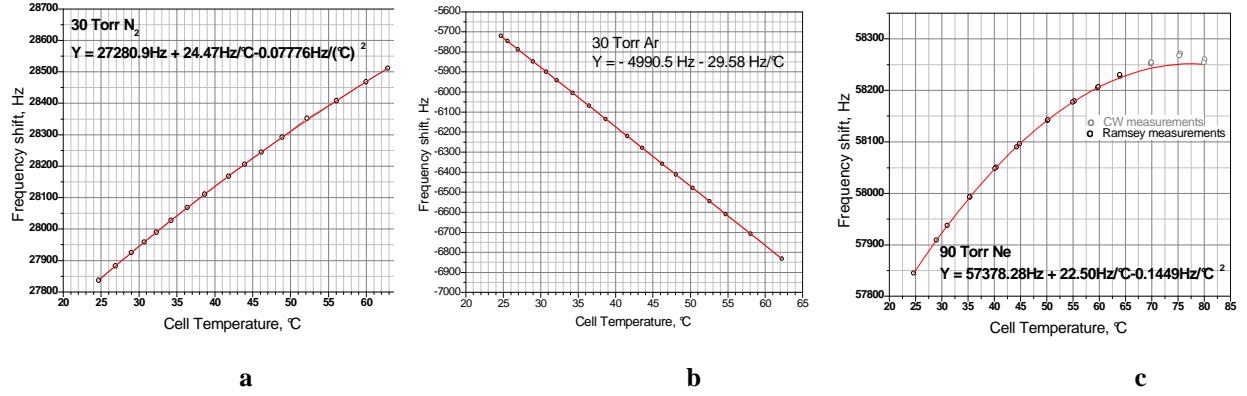 28700
28600
28500
28400
28300
28200
28100
28000
27900
27800
Frequency shift, Hz
30 Torr N2
Y = 27280.9Hz + 24.47Hz/°C-0.07776Hz/(°C) 2
20 25 30 35 40 45 50 55 60
Cell Temperature, °C
a
-5600
-5700
-5800
-5900
-6000
-6100
-6200
-6300
-6400
-6500
-6600
-6700
-6800
-6900
-7000
Frequency shift, Hz
30 Torr Ar
Y = - 4990.5 Hz - 29.58 Hz/°C
20 25 30 35 40 45 50 55 60 65
Cell Temperature, °C
b
58300
58200
58100
58000
57900
57800
Frequency shift, Hz
CW measurements
Ramsey measurements
90 Torr Ne
Y = 57378.28Hz + 22.50Hz/°C-0.1449Hz/°C 2
20 25 30 35 40 45 50 55 60 65 70 75 80 85
Cell Temperature, °C
c